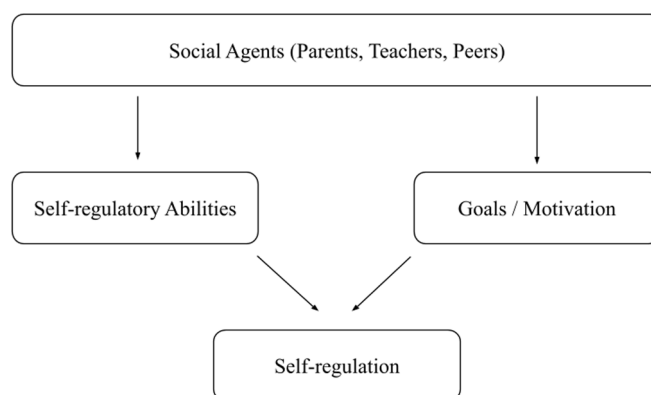 Social Agents (Parents, Teachers, Peers)
Self-regulatory Abilities
Goals / Motivation
Self-regulation